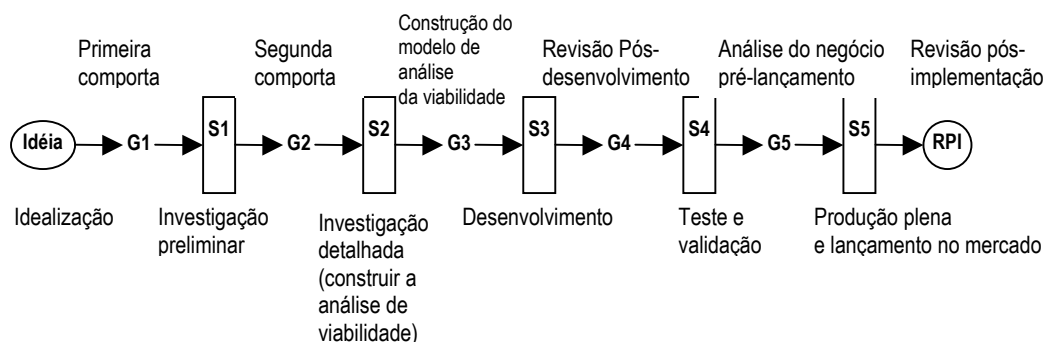 Primeira
comporta
Segunda
comporta
Construção do
modelo de
análise
da viabilidade
Revisão Pós-
desenvolvimento
Análise do negócio
pré-lançamento
Revisão pós-
implementação
Idéia
G1
S1
G2
S2
G3
S3
G4
S4
G5
S5
RPI
Idealização
Investigação
preliminar
Investigação
detalhada
(construir a
análise de
viabilidade)
Desenvolvimento
Teste e
validação
Produção plena
e lançamento no mercado